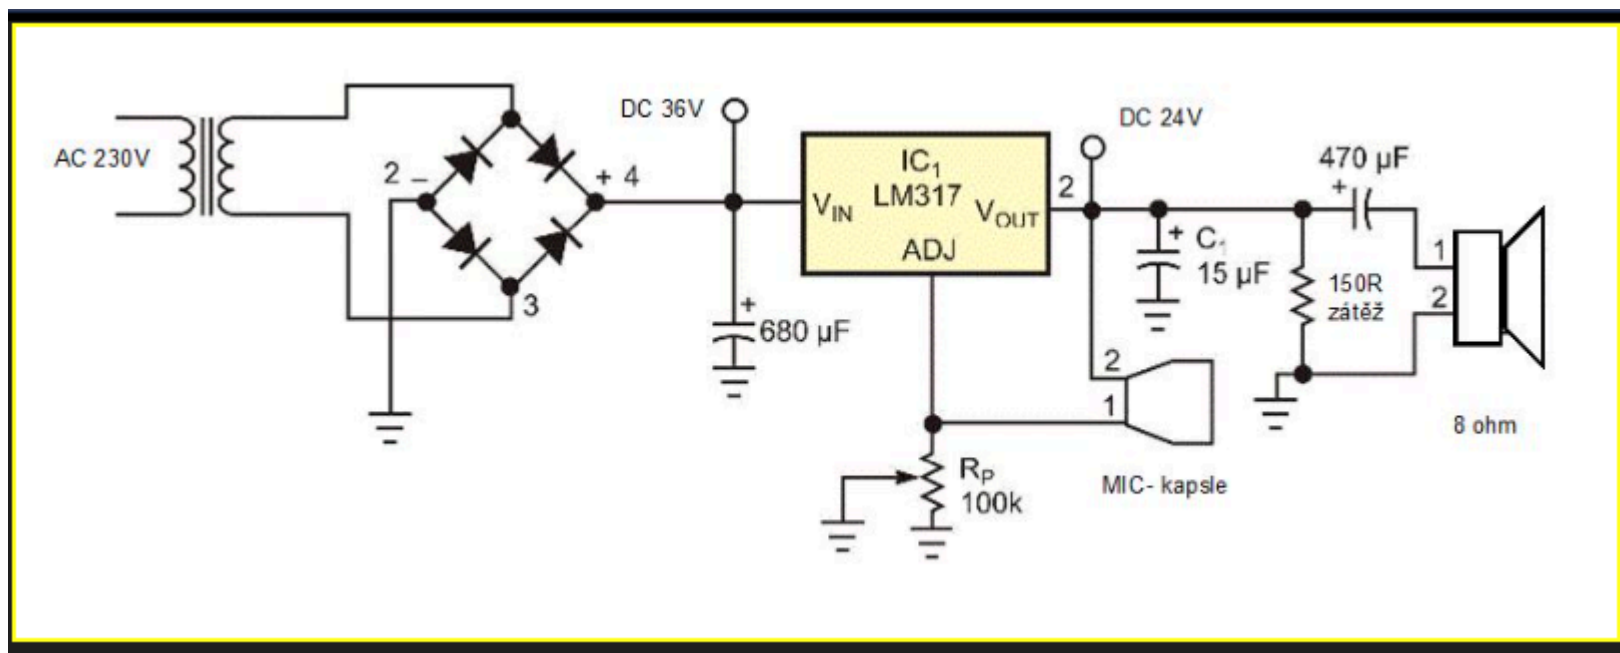 AC 230V
2
–
+ 4
3
DC 36V
+
680 µF
IC1
LM317
VIN
VOUT
ADJ
2
DC 24V
+
C1
15 µF
470 µF
+
150R
zátěž
1
2
8 ohm
2
1
MIC- kapsle
RP
100k